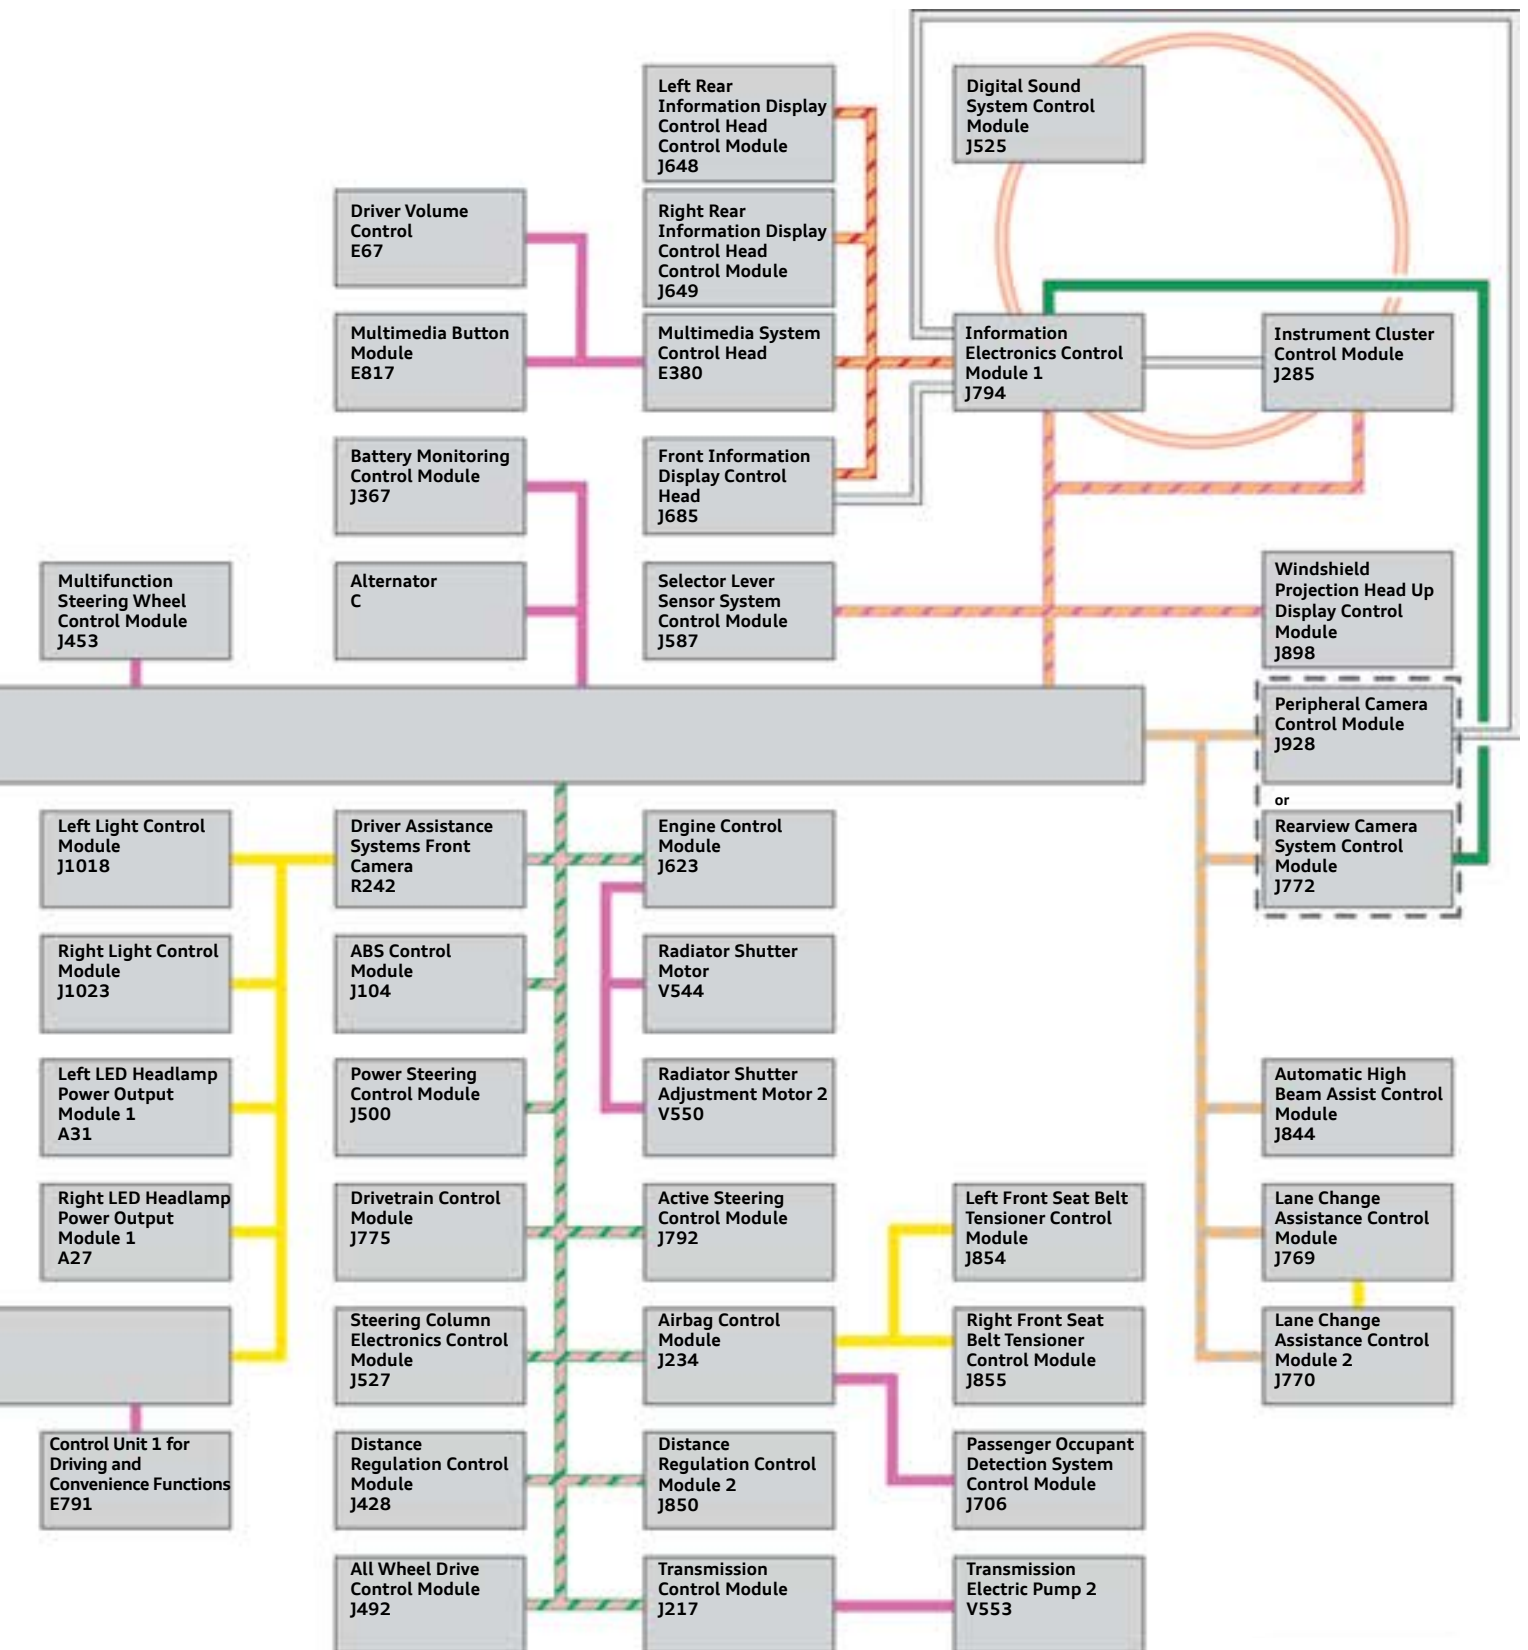 Left Rear
Information Display
Control Head
Control Module
J648
Digital Sound
System Control
Module
J525
Driver Volume
Control
E67
Right Rear
Information Display
Control Head
Control Module
J649
Multimedia Button
Module
E817
Multimedia System
Control Head
E380
Information
Electronics Control
Module 1
J794
Instrument Cluster
Control Module
J285
Battery Monitoring
Control Module
J367
Front Information
Display Control
Head
J685
Multifunction
Steering Wheel
Control Module
J453
Alternator
C
Selector Lever
Sensor System
Control Module
J587
Windshield
Projection Head Up
Display Control
Module
J898
Peripheral Camera
Control Module
J928
or
Rearview Camera
System Control
Module
J772
Left Light Control
Module
J1018
Driver Assistance
Systems Front
Camera
R242
Engine Control
Module
J623
Right Light Control
Module
J1023
ABS Control
Module
J104
Radiator Shutter
Motor
V544
Left LED Headlamp
Power Output
Module 1
A31
Power Steering
Control Module
J500
Radiator Shutter
Adjustment Motor 2
V550
Automatic High
Beam Assist Control
Module
J844
Right LED Headlamp
Power Output
Module 1
A27
Drivetrain Control
Module
J775
Active Steering
Control Module
J792
Left Front Seat Belt
Tensioner Control
Module
J854
Lane Change
Assistance Control
Module
J769
Steering Column
Electronics Control
Module
J527
Airbag Control
Module
J234
Right Front Seat
Belt Tensioner
Control Module
J855
Lane Change
Assistance Control
Module 2
J770
Control Unit 1 for
Driving and
Convenience Functions
E791
Distance
Regulation Control
Module
J428
Distance
Regulation Control
Module 2
J850
Passenger Occupant
Detection System
Control Module
J706
All Wheel Drive
Control Module
J492
Transmission
Control Module
J217
Transmission
Electric Pump 2
V553